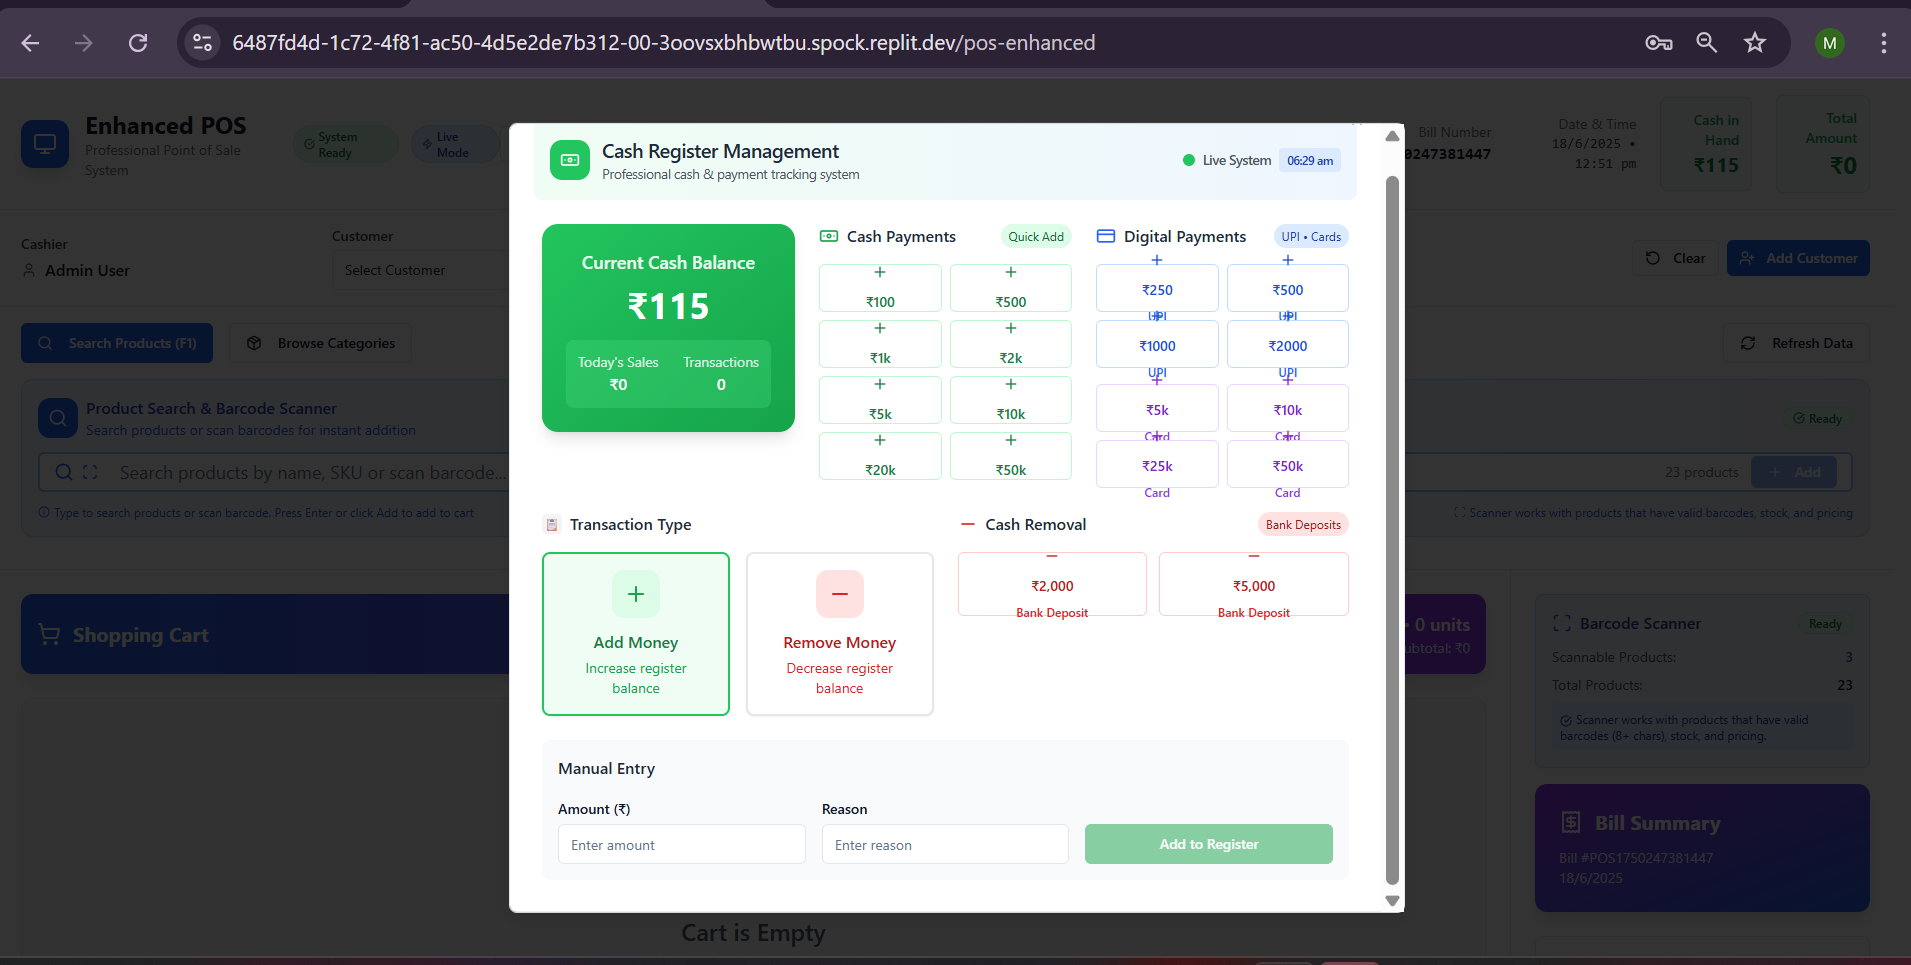 6487fd4d-1c72-4f81-ac50-4d5e2de7b312-00-3oovsxbhbwtbu.spock.replit.dev/pos-enhanced
M
Enhanced POS
Professional Point of Sale
System
System
Ready
Live
Mode
Bill Number
0247381447
Date & Time
18/6/2025 •
12:51 pm
Cash in
Hand
₹115
Total
Amount
₹0
Cashier
Admin User
Customer
Select Customer
Clear
Add Customer
Search Products (F1)
Browse Categories
Refresh Data
Product Search & Barcode Scanner
Search products or scan barcodes for instant addition
Ready
Search products by name, SKU or scan barcode...
23 products
Add
Type to search products or scan barcode. Press Enter or click Add to add to cart
Scanner works with products that have valid barcodes, stock, and pricing
Shopping Cart
• 0 units
ubtotal: ₹0
Cart is Empty
Barcode Scanner
Ready
Scannable Products:
3
Total Products:
23
Scanner works with products that have valid
barcodes (8+ chars), stock, and pricing.
Bill Summary
Bill #POS1750247381447
18/6/2025
Cash Register Management
Professional cash & payment tracking system
Live System
06:29 am
Current Cash Balance
₹115
Today's Sales
₹0
Transactions
0
Cash Payments
Quick Add
+
₹100
+
₹500
+
₹1k
+
₹2k
+
₹5k
+
₹10k
+
₹20k
+
₹50k
Digital Payments
UPI • Cards
+
₹250
UPI
+
₹500
UPI
+
₹1000
UPI
+
₹2000
UPI
+
₹5k
Card
+
₹10k
Card
+
₹25k
Card
+
₹50k
Card
Transaction Type
+
Add Money
Increase register
balance
−
Remove Money
Decrease register
balance
− Cash Removal
Bank Deposits
−
₹2,000
Bank Deposit
−
₹5,000
Bank Deposit
Manual Entry
Amount (₹)
Enter amount
Reason
Enter reason
Add to Register